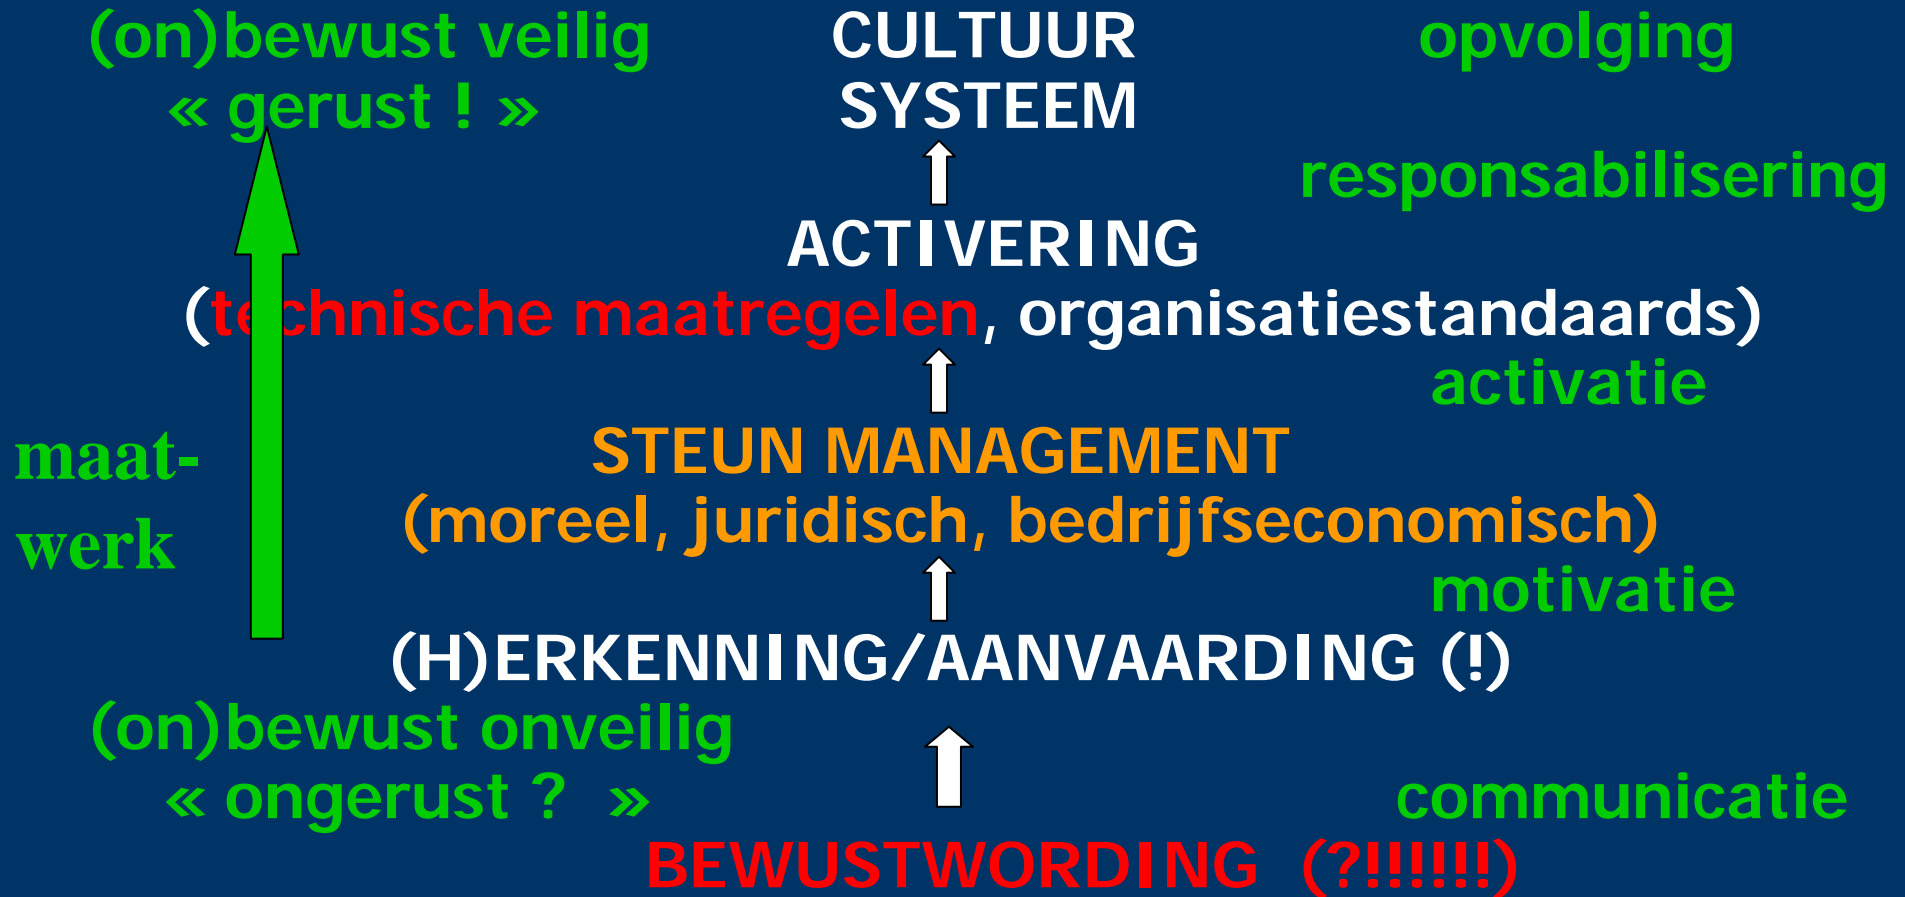 (on)bewust veilig
« gerust ! »
CULTUUR
SYSTEEM
opvolging
responsabilisering
ACTIVERING
(technische maatregelen, organisatiestandaards)
activatie
maat-
werk
STEUN MANAGEMENT
(moreel, juridisch, bedrijfseconomisch)
motivatie
(H)ERKENNING/AANVAARDING (!)
(on)bewust onveilig
« ongerust ? »
communicatie
BEWUSTWORDING (?!!!!!!)